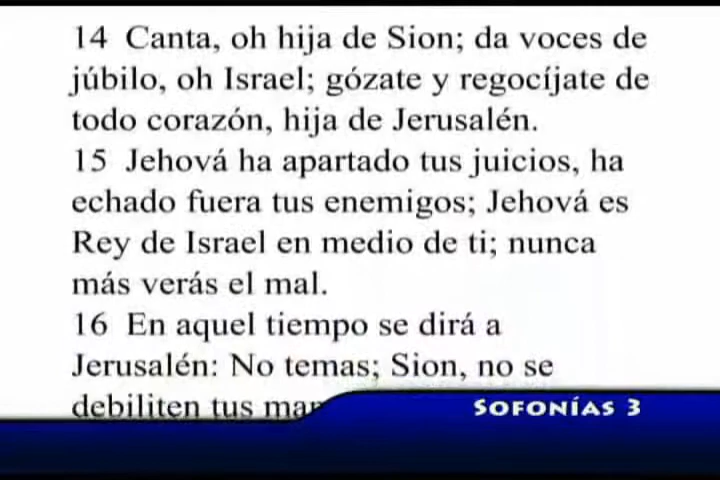 14 Canta, oh hija de Sion; da voces de
júbilo, oh Israel; gózate y regocíjate de
todo corazón, hija de Jerusalén.
15 Jehová ha apartado tus juicios, ha
echado fuera tus enemigos; Jehová es
Rey de Israel en medio de ti; nunca
más verás el mal.
16 En aquel tiempo se dirá a
Jerusalén: No temas; Sion, no se
debiliten tus
Sofonías 3